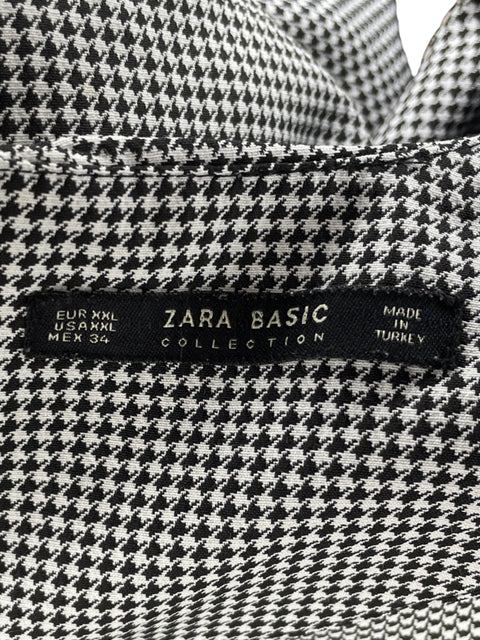 EUR XXL
USA XXL
MEX 34
ZARA BASIC
COLLECTION
MADE
IN
TURKEY